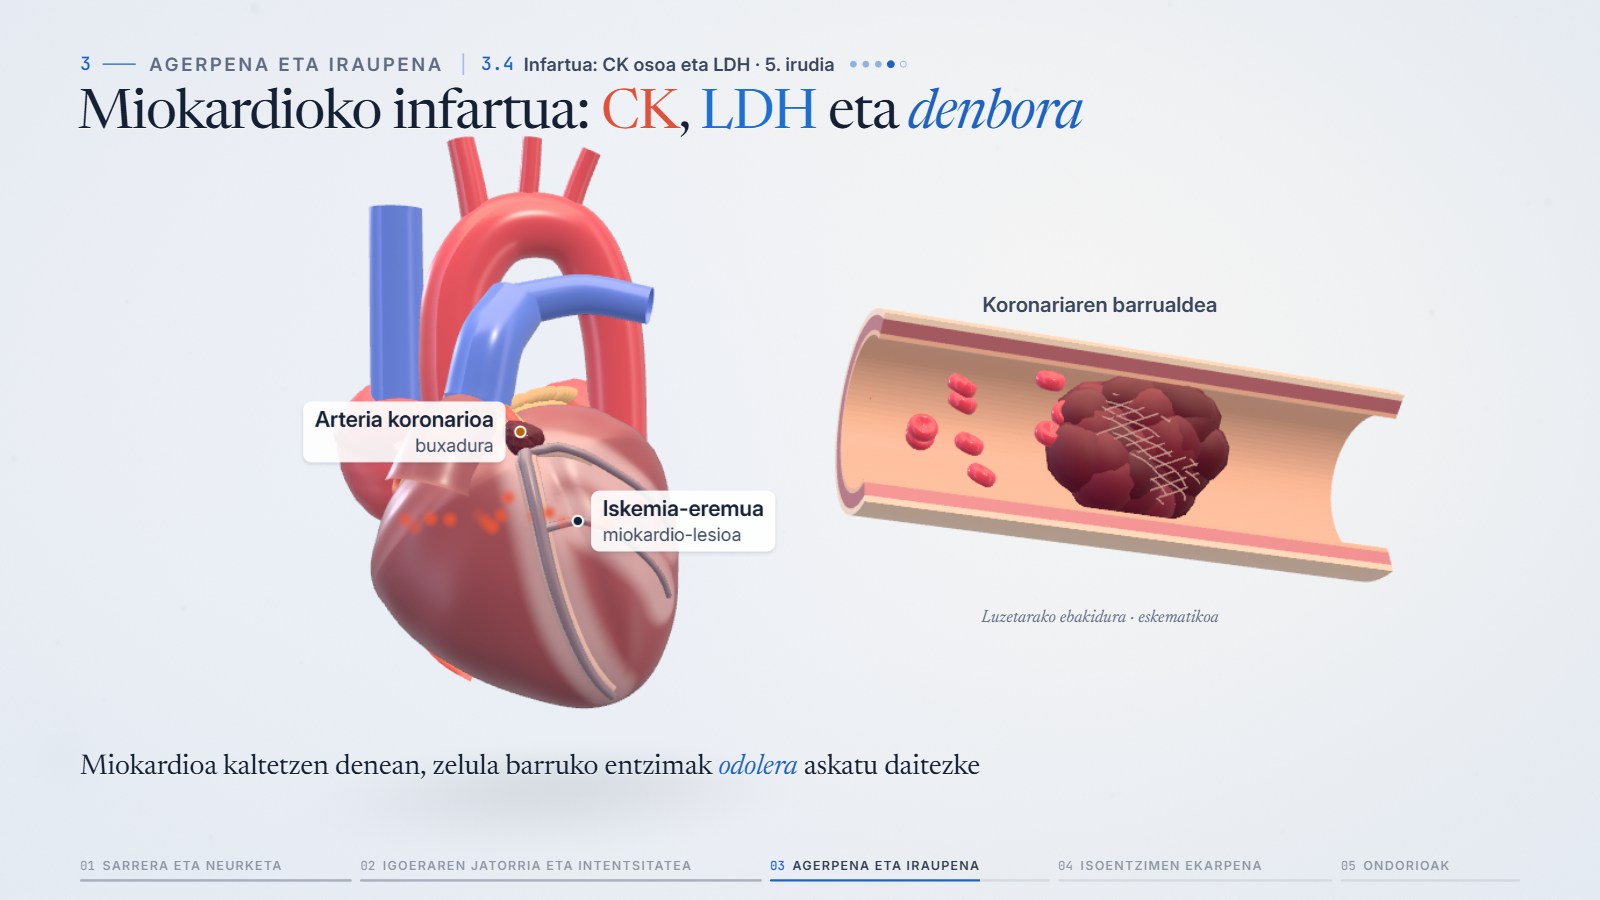 3 — AGERPENA ETA IRAUPENA | 3.4 Infartua: CK osoa eta LDH · 5. irudia
Miokardioko infartua: CK, LDH eta denbora
Arteria koronarioa
buxadura
Iskemia-eremua
miokardio-lesioa
Koronariaren barrualdea
Luzetarako ebakidura · eskematikoa
Miokardioa kaltetzen denean, zelula barruko entzimak odolera askatu daitezke
01 SARRERA ETA NEURKETA
02 IGOERAREN JATORRIA ETA INTENTSITATEA
03 AGERPENA ETA IRAUPENA
04 ISOENTZIMEN EKARPENA
05 ONDORIOAK